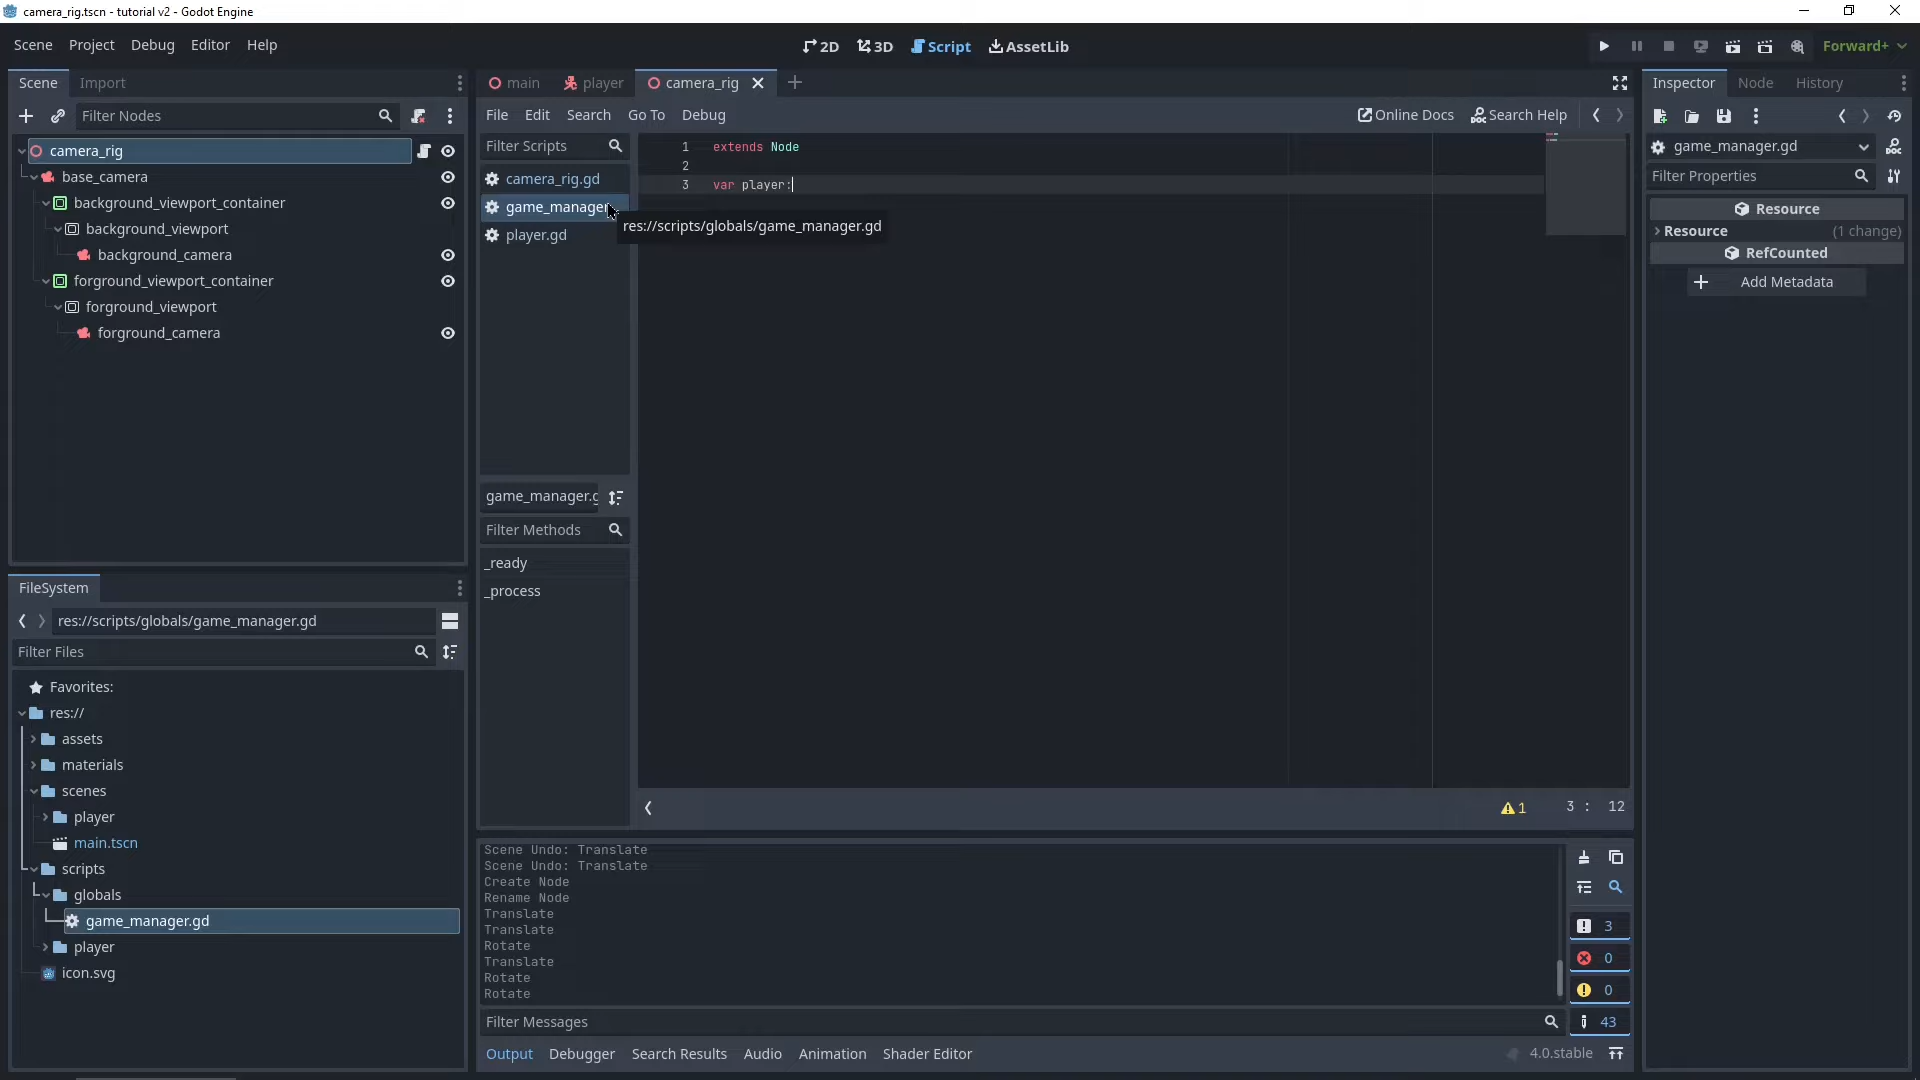 camera_rig.tscn - tutorial v2 - Godot Engine
Scene Project Debug Editor Help
2D 3D Script AssetLib
Forward+
Scene Import
Filter Nodes
camera_rig
base_camera
background_viewport_container
background_viewport
background_camera
forground_viewport_container
forground_viewport
forground_camera
FileSystem
res://scripts/globals/game_manager.gd
Filter Files
Favorites:
res://
assets
materials
scenes
player
main.tscn
scripts
globals
game_manager.gd
player
icon.svg
main player camera_rig
File Edit Search Go To Debug
Online Docs Search Help
Filter Scripts
camera_rig.gd
game_manager
player.gd
game_manager.g
Filter Methods
_ready
_process
1 extends Node
2
3 var player:
res://scripts/globals/game_manager.gd
1 3 : 12
Scene Undo: Translate
Scene Undo: Translate
Create Node
Rename Node
Translate
Translate
Rotate
Translate
Rotate
Rotate
3
0
0
43
Filter Messages
Output Debugger Search Results Audio Animation Shader Editor
4.0.stable
Inspector Node History
game_manager.gd
Filter Properties
Resource
Resource (1 change)
RefCounted
Add Metadata